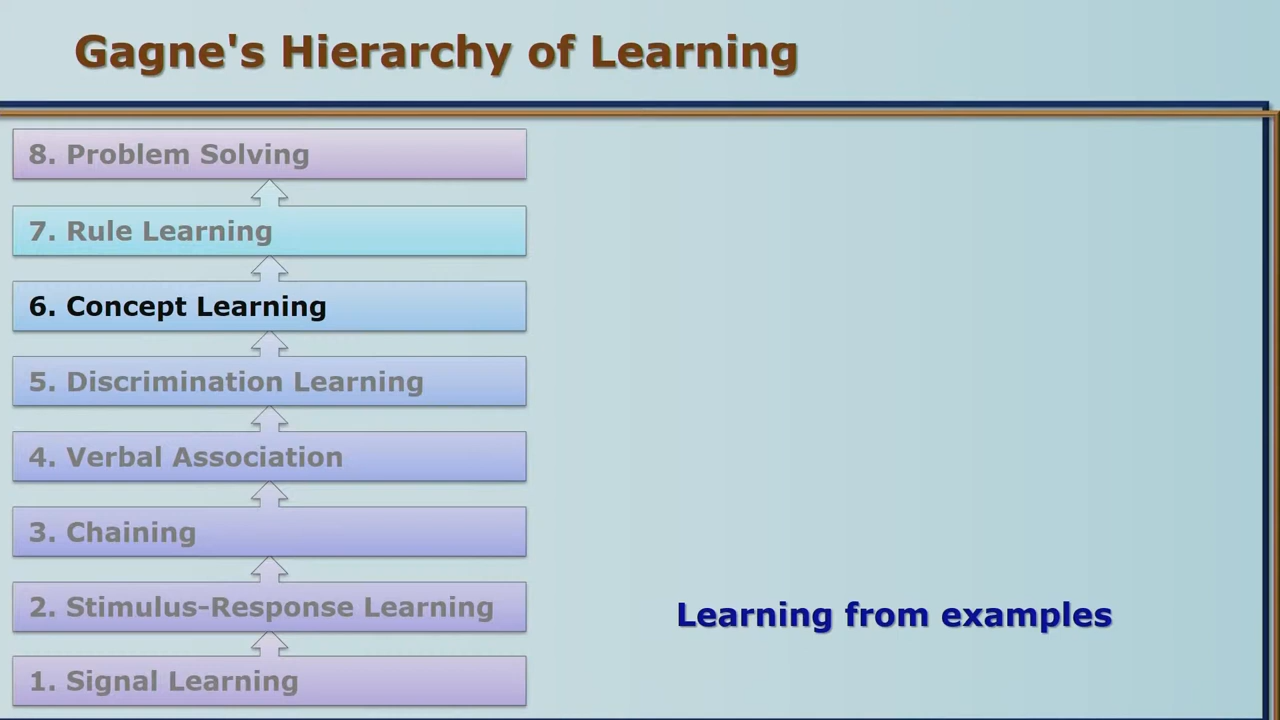 Gagne's Hierarchy of Learning
8. Problem Solving
7. Rule Learning
6. Concept Learning
5. Discrimination Learning
4. Verbal Association
3. Chaining
2. Stimulus-Response Learning
1. Signal Learning
Learning from examples